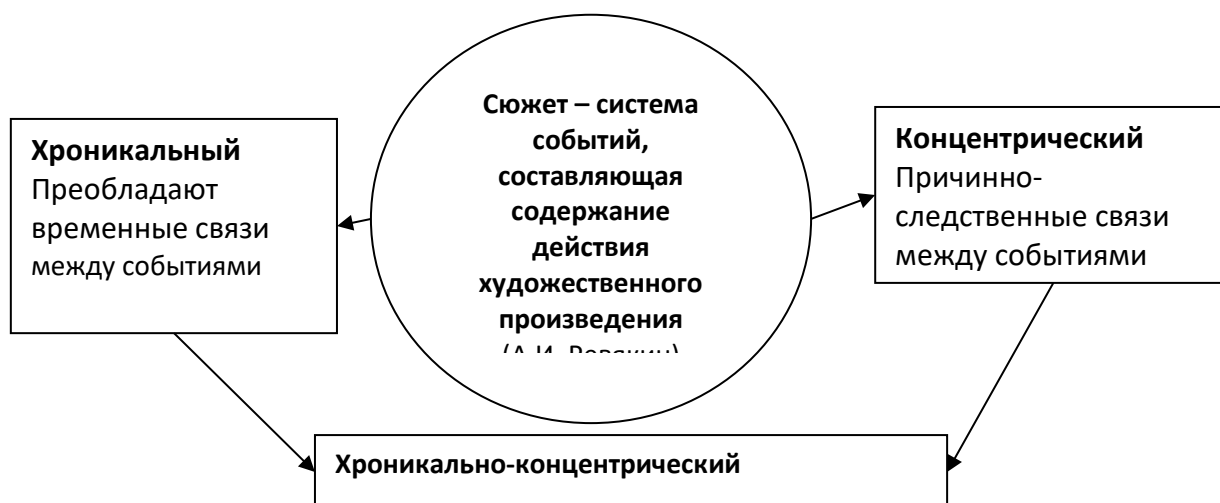 Сюжет – система
событий,
составляющая
содержание
действия
художественного
произведения
Хроникальный
Преобладают
временные связи
между событиями
Концентрический
Причинно-
следственные связи
между событиями
Хроникально-концентрический